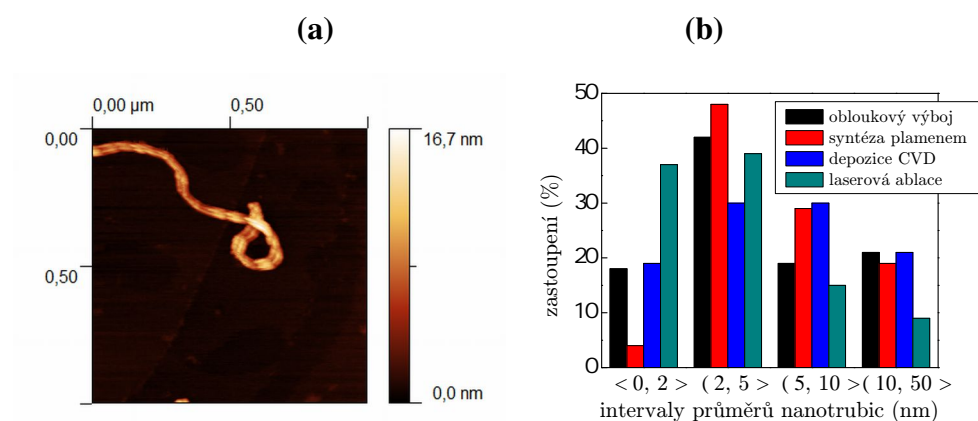 (a)
0,00 µm 0,50
0,00
0,50
16,7 nm
0,0 nm
(b)
50
40
30
20
10
0
zastoupení (%)
obloukový výboj
syntéza plamenem
depozice CVD
laserová ablace
< 0, 2 > ( 2, 5 > ( 5, 10 > ( 10, 50 >
intervaly průměrů nanotrubic (nm)